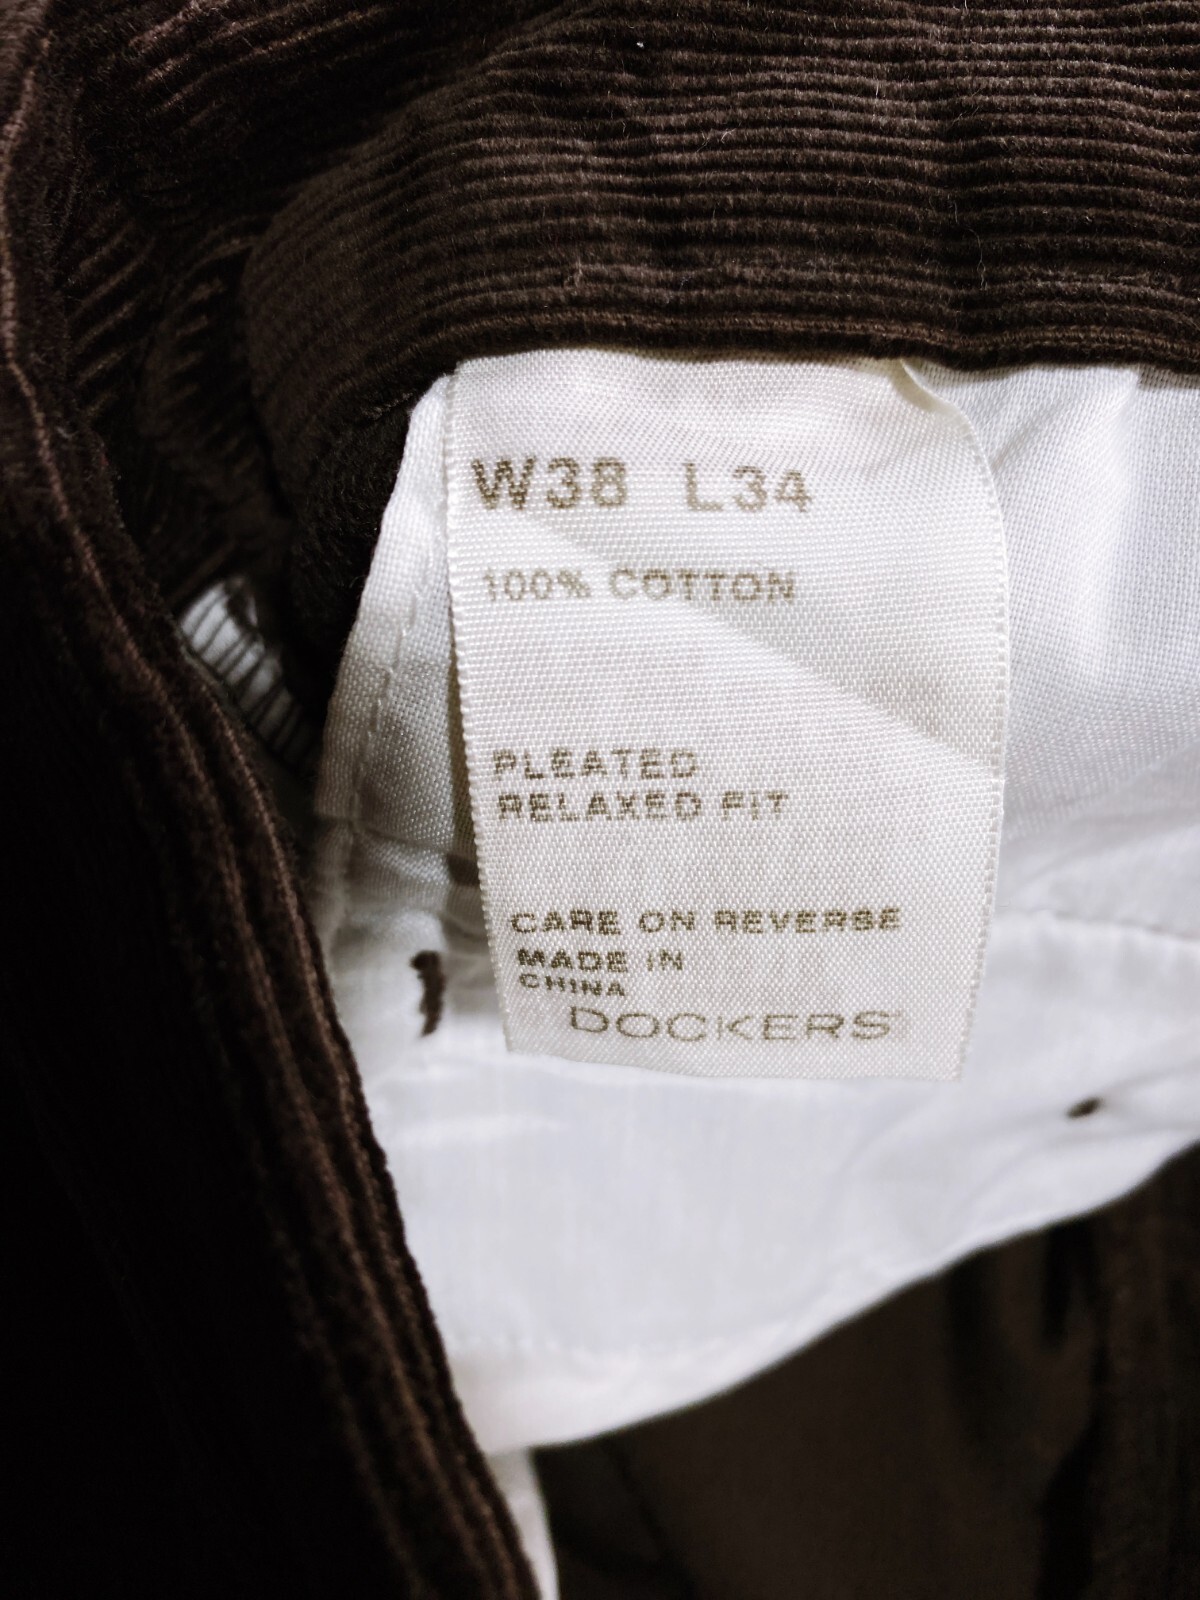 W38 L34
100% COTTON
PLEATED
RELAXED FIT
CARE ON REVERSE
MADE IN
CHINA
DOCKERS